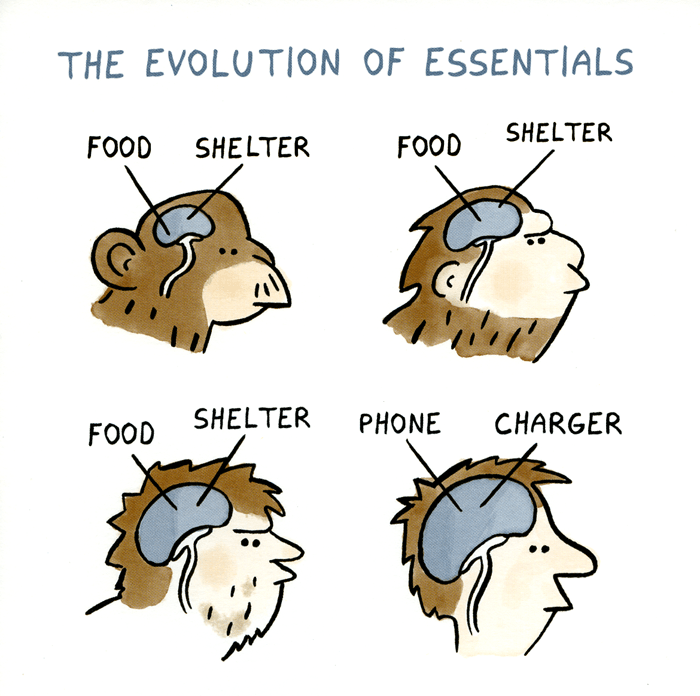 THE EVOLUTION OF ESSENTIALS
FOOD SHELTER
FOOD SHELTER
FOOD SHELTER
PHONE CHARGER